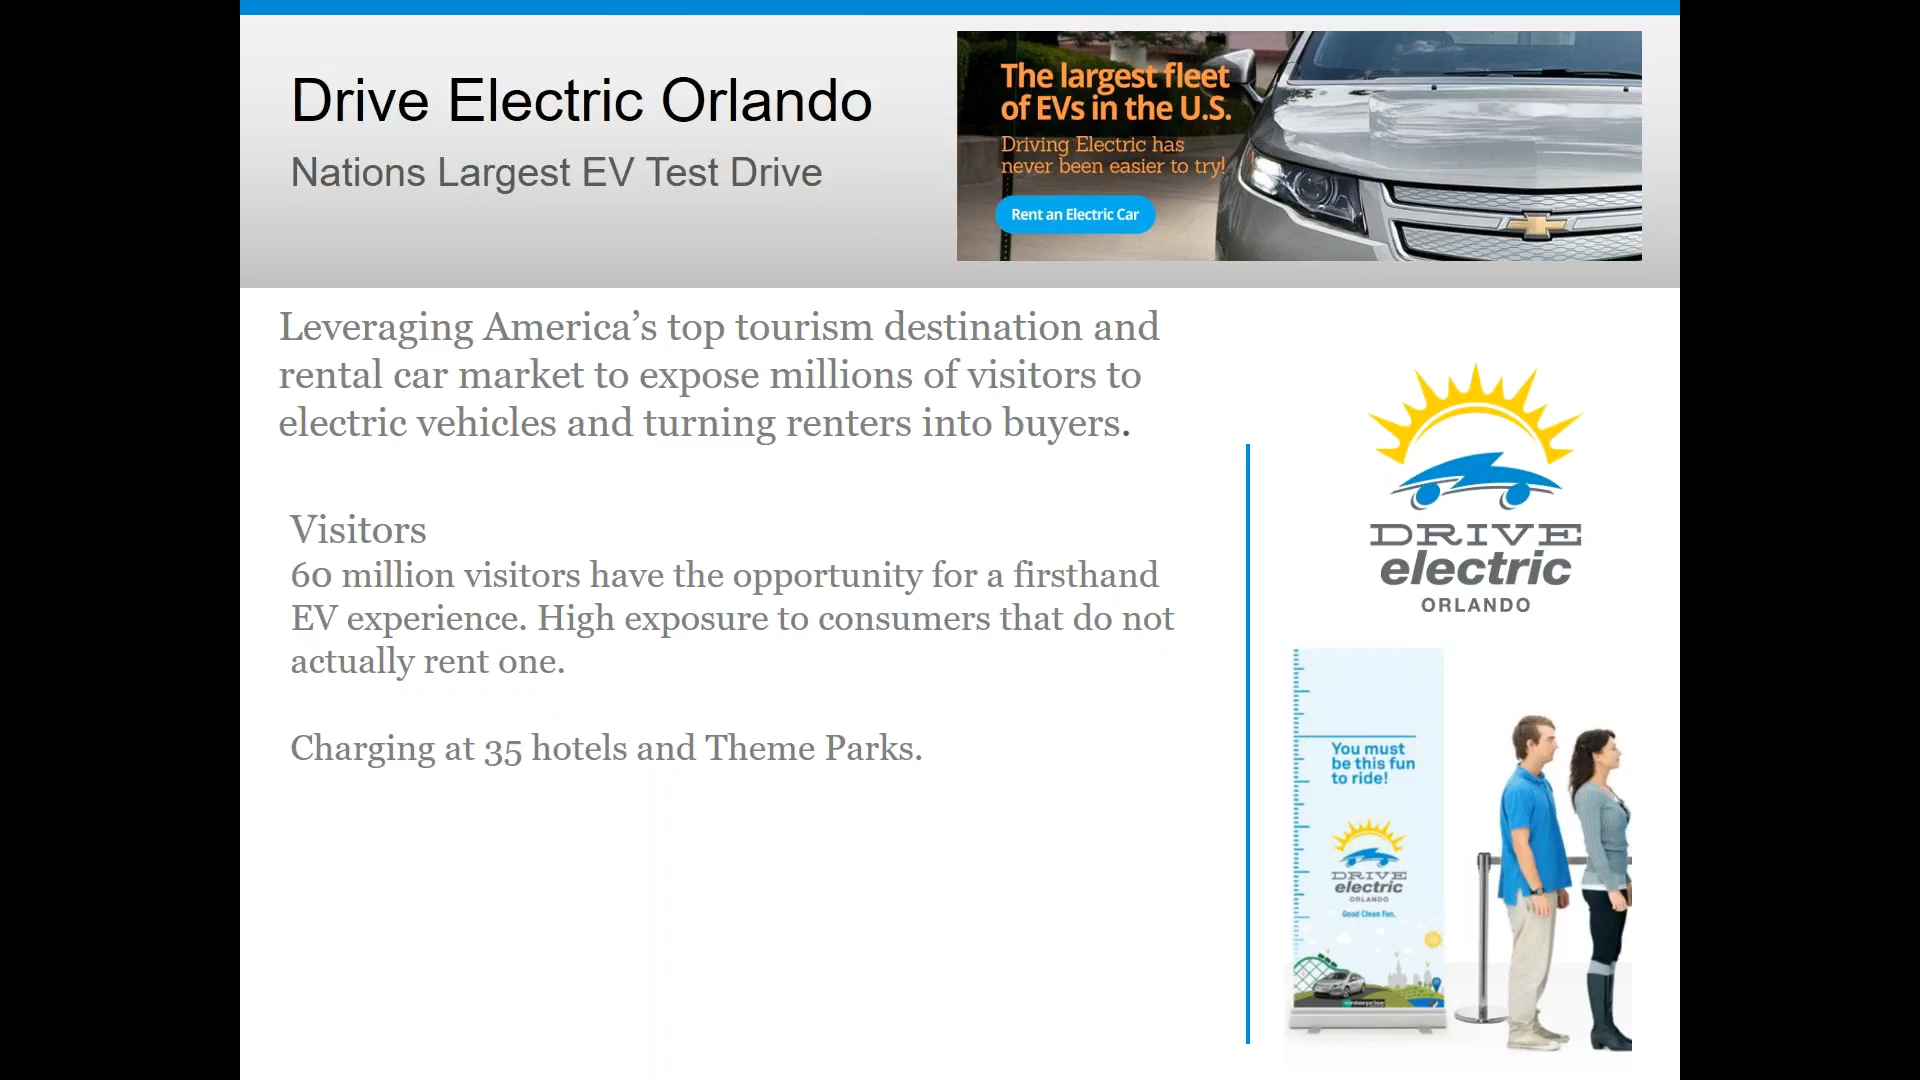 Drive Electric Orlando
Nations Largest EV Test Drive
The largest fleet
of EVs in the U.S.
Driving Electric has
never been easier to try!
Rent an Electric Car
Leveraging America’s top tourism destination and
rental car market to expose millions of visitors to
electric vehicles and turning renters into buyers.
Visitors
60 million visitors have the opportunity for a firsthand
EV experience. High exposure to consumers that do not
actually rent one.
Charging at 35 hotels and Theme Parks.
DRIVE
electric
ORLANDO
You must
be this fun
to ride!
DRIVE
electric
ORLANDO
Good Clean Fun.
enterprise